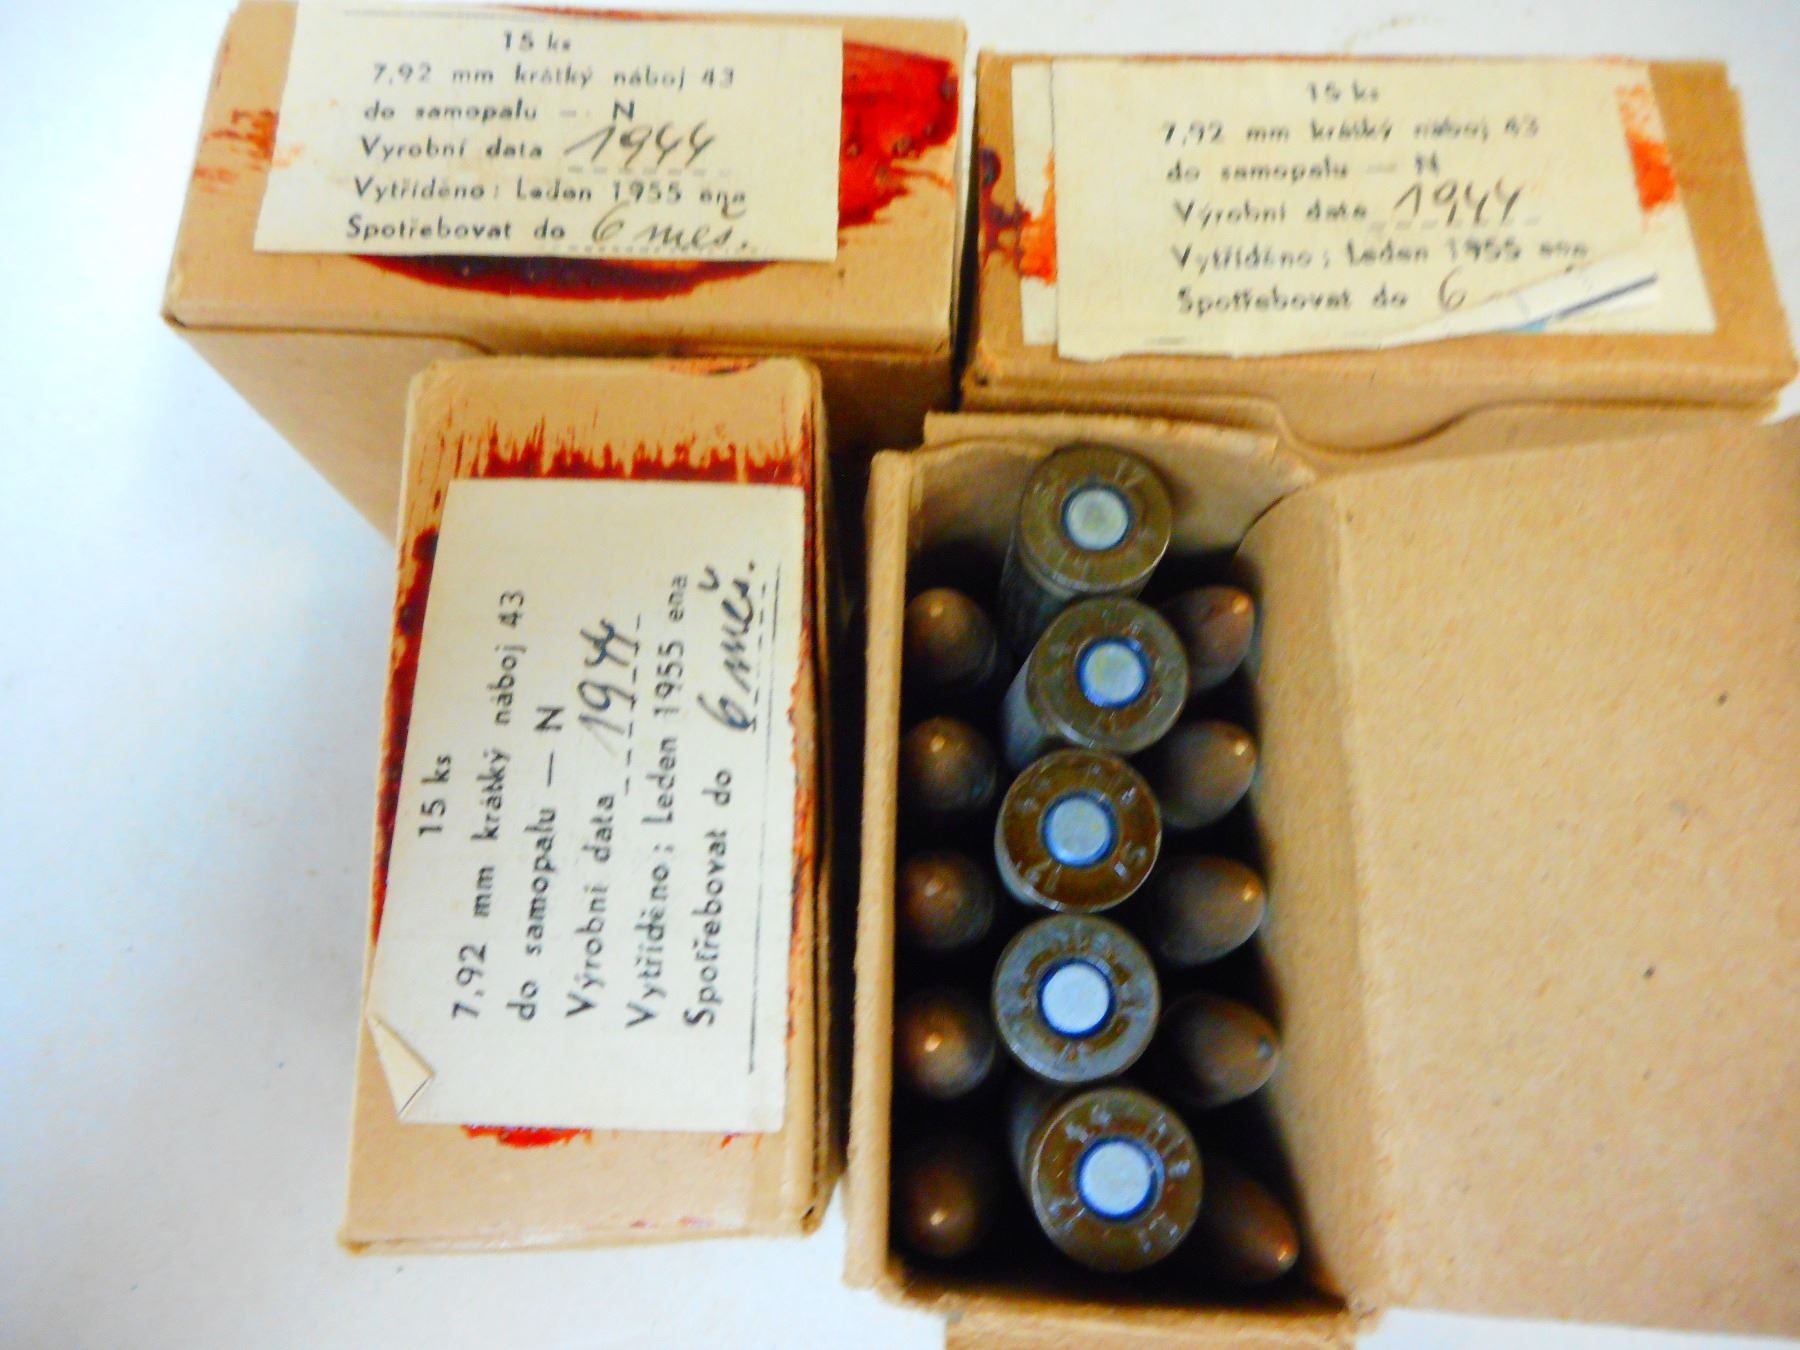 15 ks
7,92 mm krátký náboj 43
do samopalu — N
Výrobní data 1944
Vytříděno: Leden 1955 ena
Spotřebovat do 6 měs.
15 ks
7,92 mm krátký náboj 43
do samopalu — N
Výrobní data 1944
Vytříděno: Leden 1955 ena
Spotřebovat do 6
15 ks
7,92 mm krátký náboj 43
do samopalu — N
Výrobní data 1944
Vytříděno: Leden 1955 ena
Spotřebovat do 6 měs.